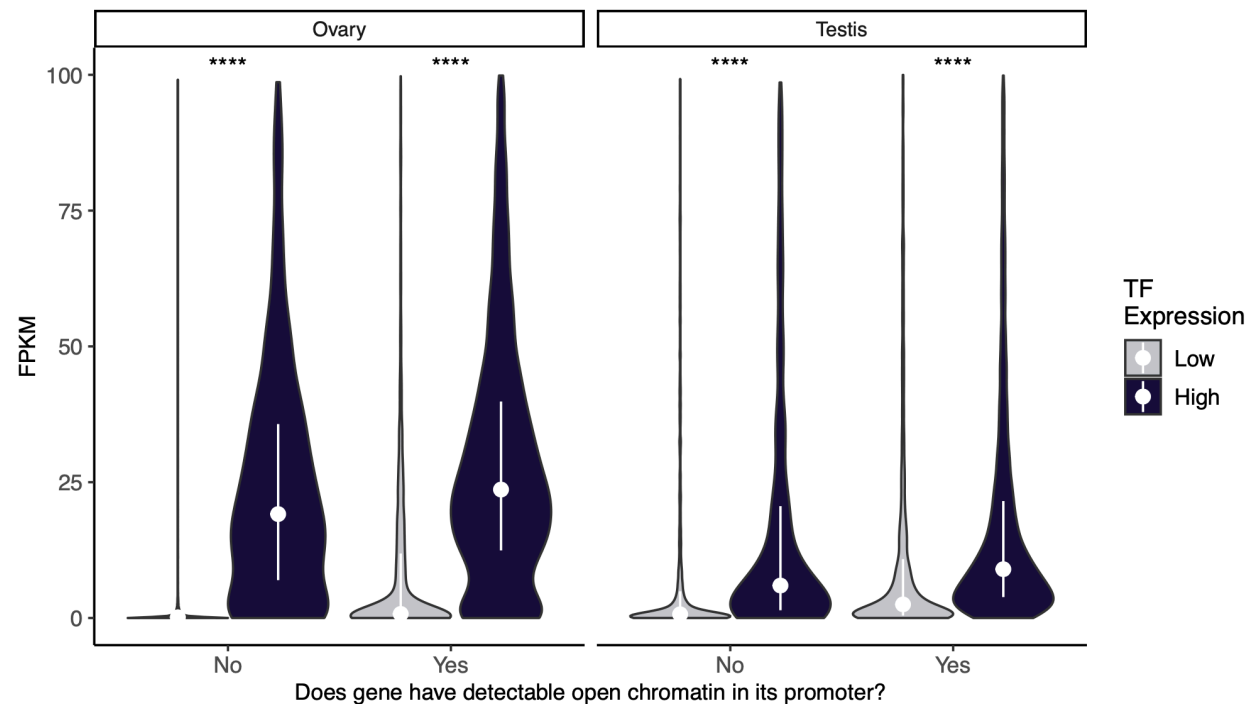 Ovary
Testis
**** **** **** ****
100
75
50
25
0
FPKM
No Yes No Yes
Does gene have detectable open chromatin in its promoter?
TF
Expression
Low
High